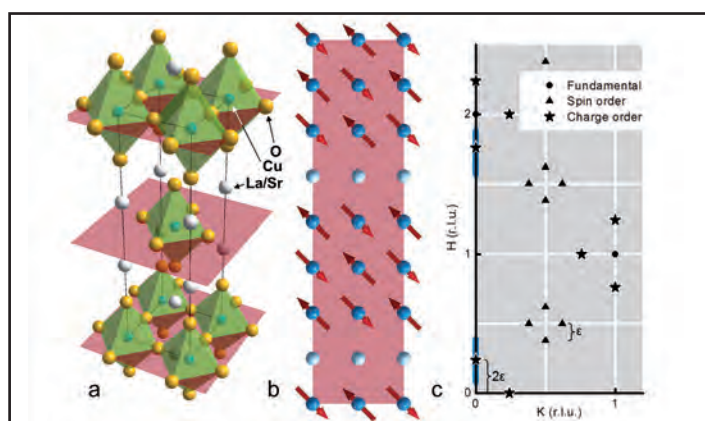 O
Cu
La/Sr
a
b
c
Fundamental
Spin order
Charge order
2
1
0
H (r.l.u.)
ε
2ε
0
1
K (r.l.u.)